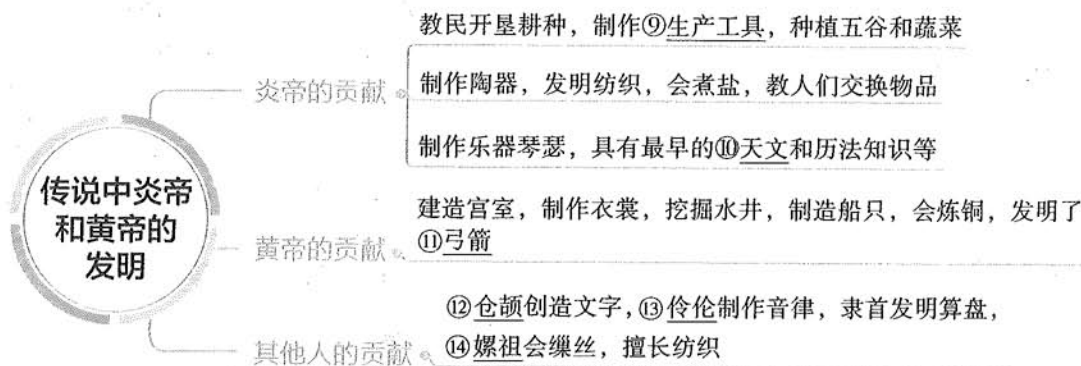 传说中炎帝
和黄帝的
发明
炎帝的贡献
教民开垦耕种，制作⑨生产工具，种植五谷和蔬菜
制作陶器，发明纺织，会煮盐，教人们交换物品
制作乐器琴瑟，具有最早的⑩天文和历法知识等
黄帝的贡献
建造宫室，制作衣裳，挖掘水井，制造船只，会炼铜，发明了
⑪弓箭
其他人的贡献
⑫仓颉创造文字，⑬伶伦制作音律，隶首发明算盘，
⑭嫘祖会缫丝，擅长纺织